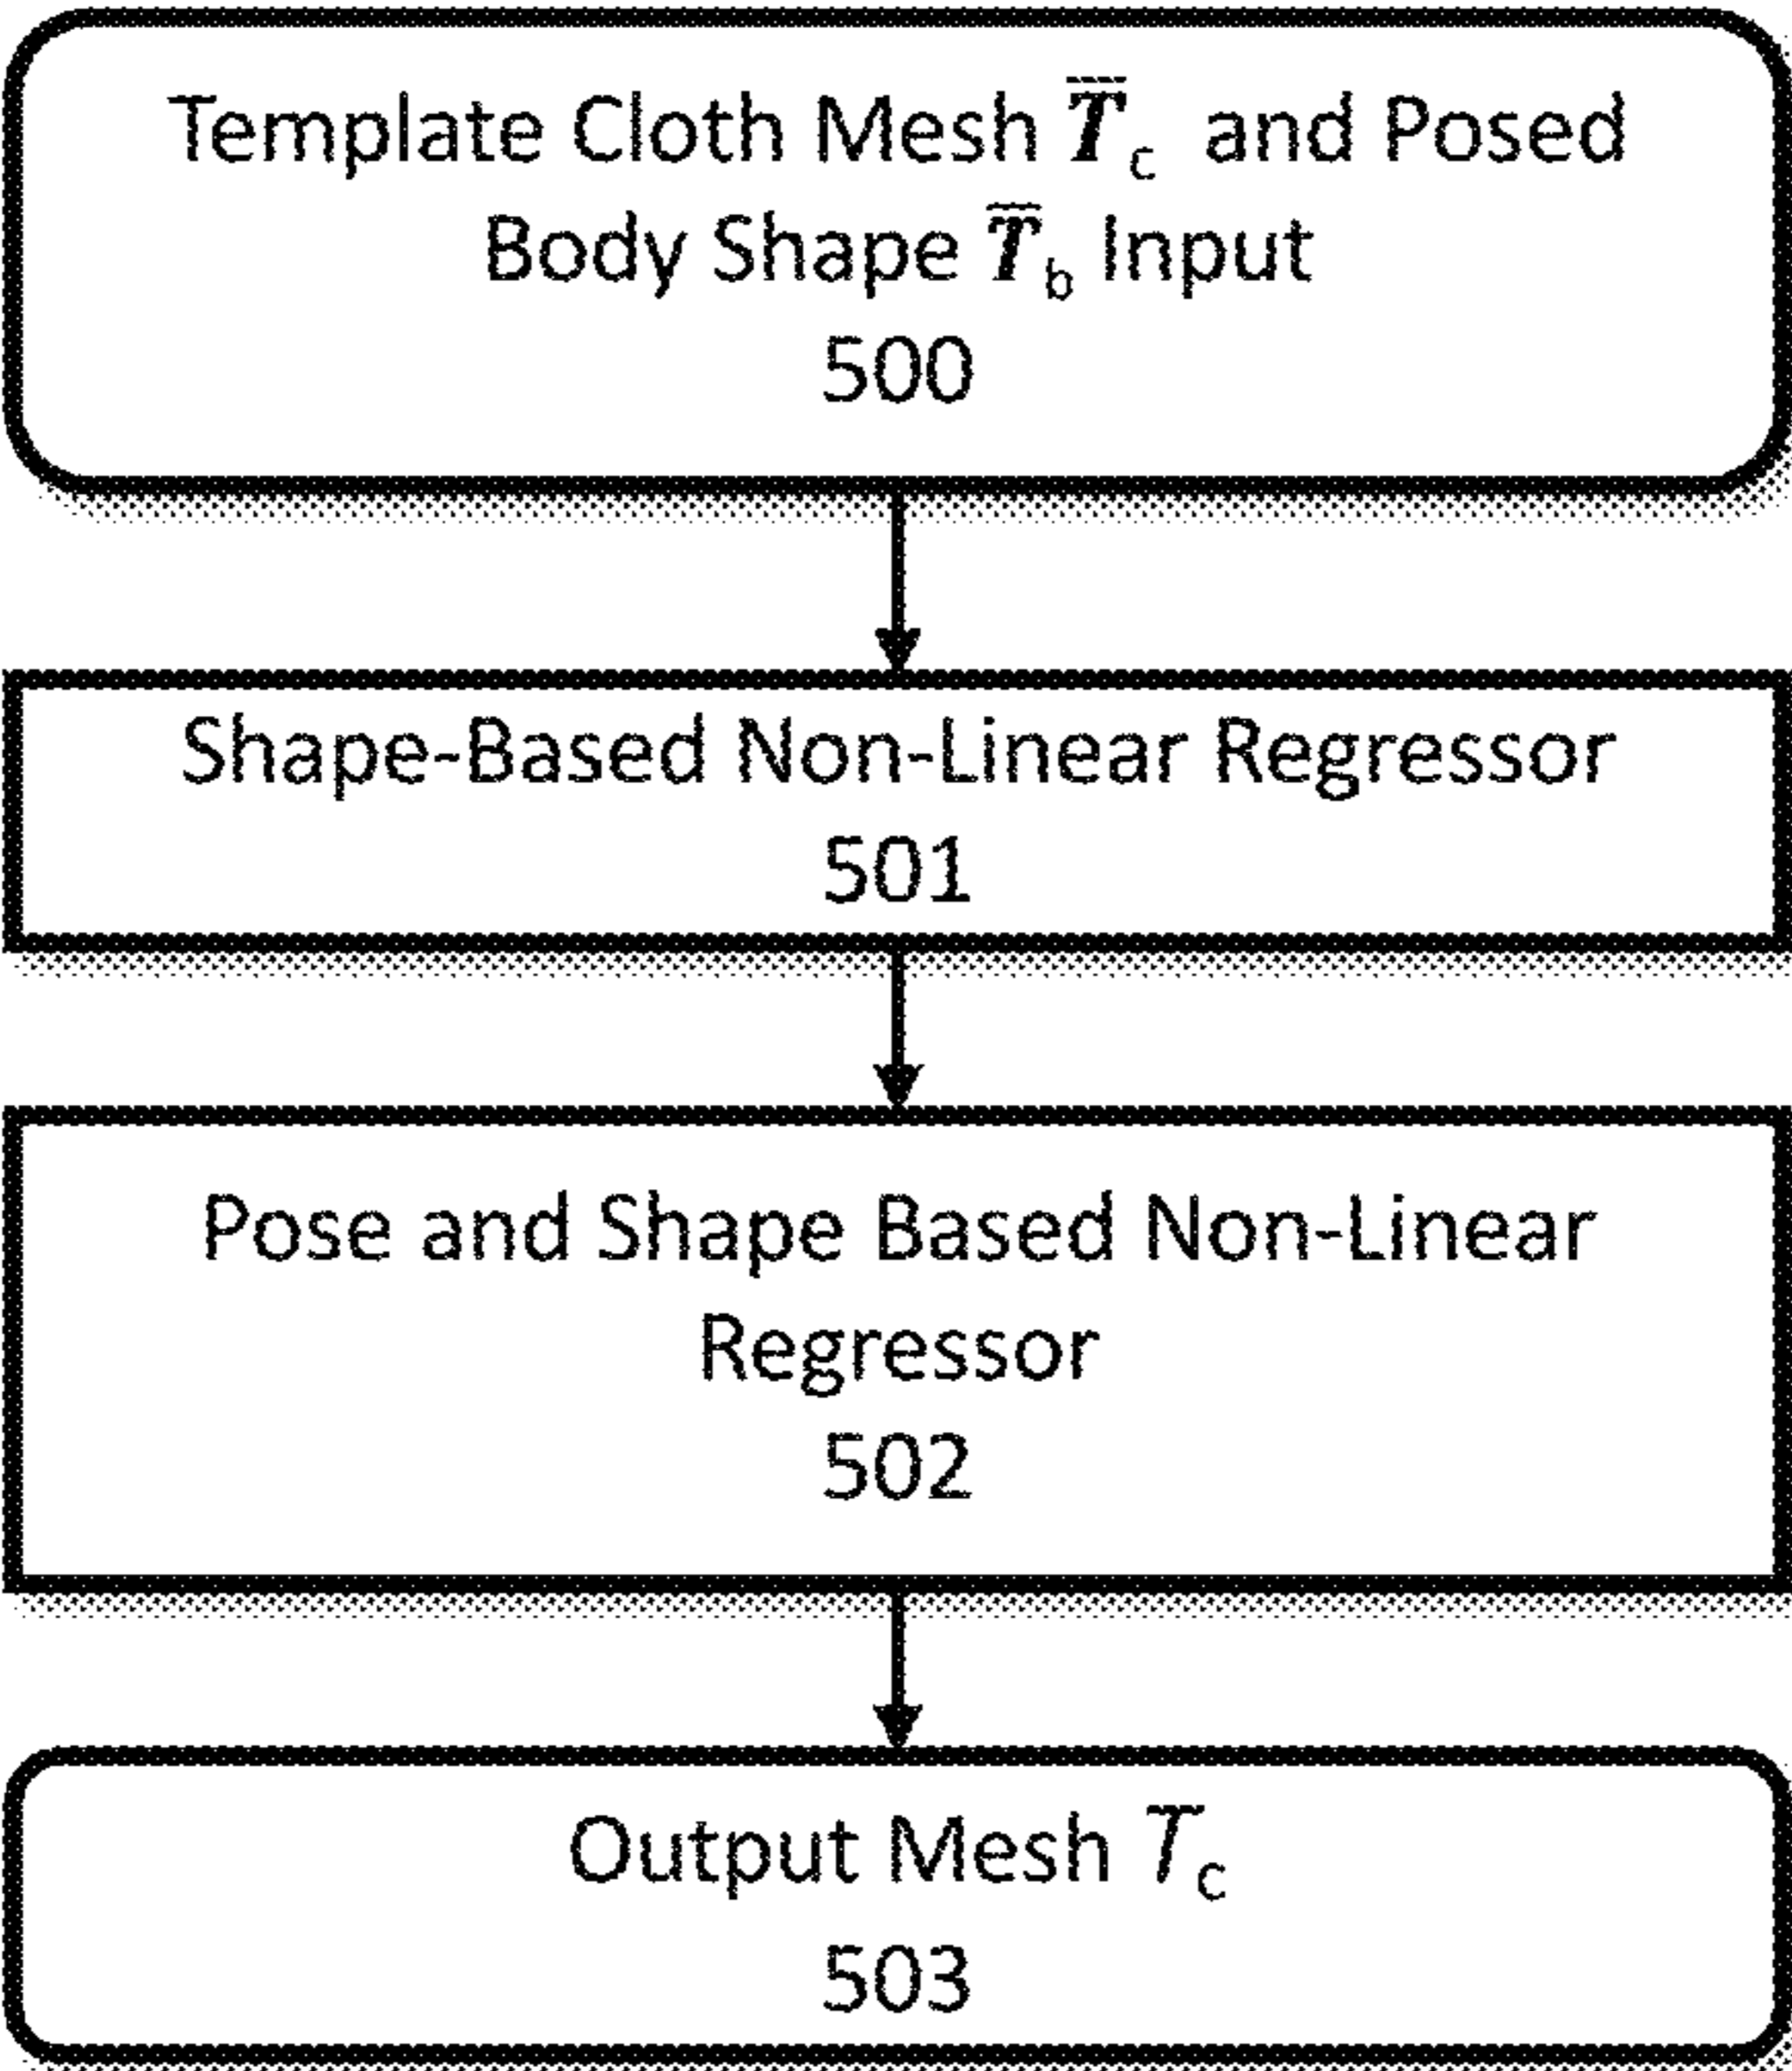 Template Cloth Mesh T̅c and Posed
Body Shape T̅b Input
500
Shape-Based Non-Linear Regressor
501
Pose and Shape Based Non-Linear
Regressor
502
Output Mesh Tc
503